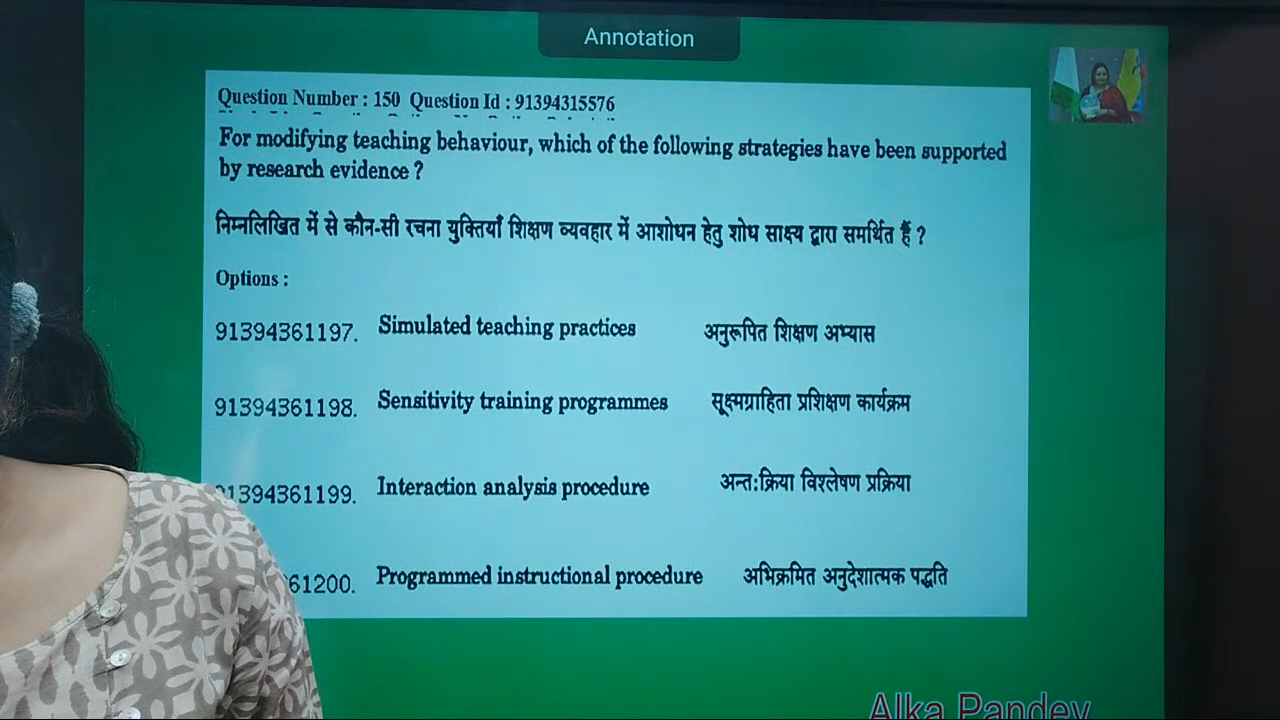 Annotation
Question Number : 150 Question Id : 91394315576
For modifying teaching behaviour, which of the following strategies have been supported
by research evidence ?
निम्नलिखित में से कौन-सी रचना युक्तियाँ शिक्षण व्यवहार में आशोधन हेतु शोध साक्ष्य द्वारा समर्थित हैं ?
Options :
91394361197. Simulated teaching practices अनुरूपित शिक्षण अभ्यास
91394361198. Sensitivity training programmes सूक्ष्मग्राहिता प्रशिक्षण कार्यक्रम
91394361199. Interaction analysis procedure अन्त:क्रिया विश्लेषण प्रक्रिया
61200. Programmed instructional procedure अभिक्रमित अनुदेशात्मक पद्धति
Alka Pandey